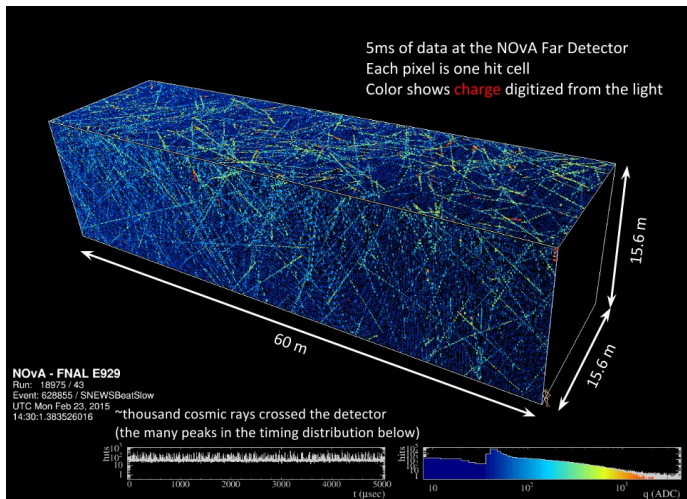 5ms of data at the NOvA Far Detector
Each pixel is one hit cell
Color shows charge digitized from the light
15.6 m
60 m
15.6 m
NOvA - FNAL E929
Run: 18975 / 43
Event: 628855 / SNEWSBeatSlow
UTC Mon Feb 23, 2015
14:30:1.383526016
~thousand cosmic rays crossed the detector
(the many peaks in the timing distribution below)
hits
10³
10²
10
1
0 1000 2000 3000 4000 5000
t (μsec)
hits
10
1
10 10² 10³
q (ADC)